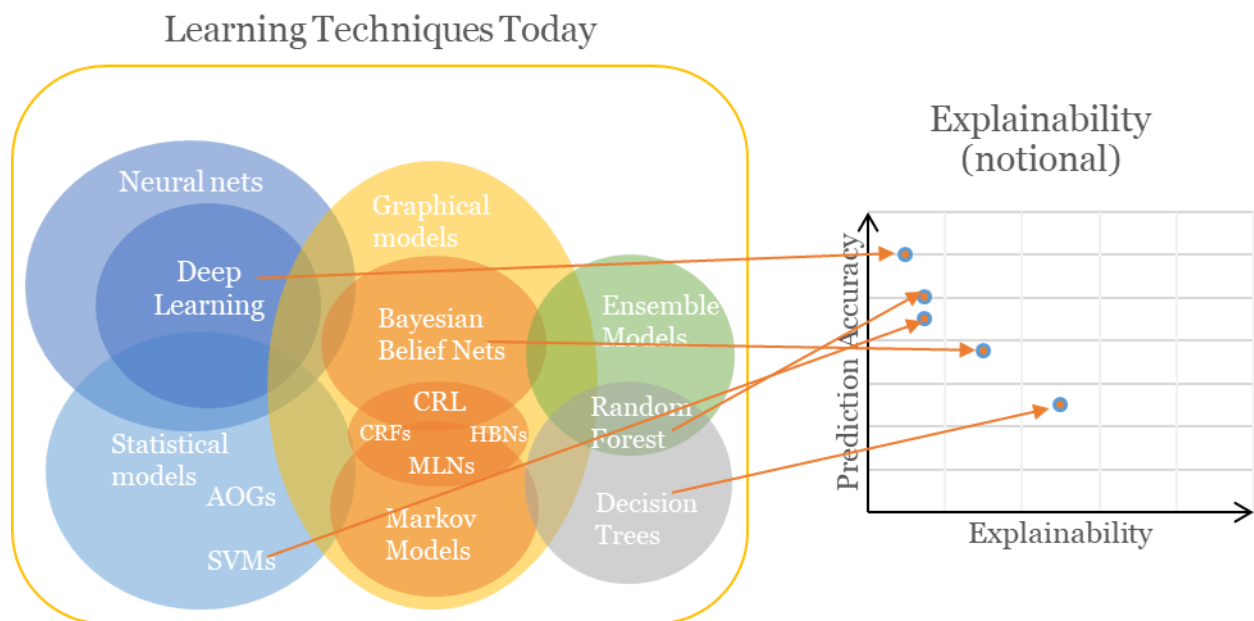 Learning Techniques Today
Neural nets
Deep
Learning
Graphical
models
Bayesian
Belief Nets
Ensemble
Models
CRL
CRFs
HBNs
MLNs
Random
Forest
Statistical
models
AOGs
SVMs
Markov
Models
Decision
Trees
Explainability
(notional)
Prediction Accuracy
Explainability